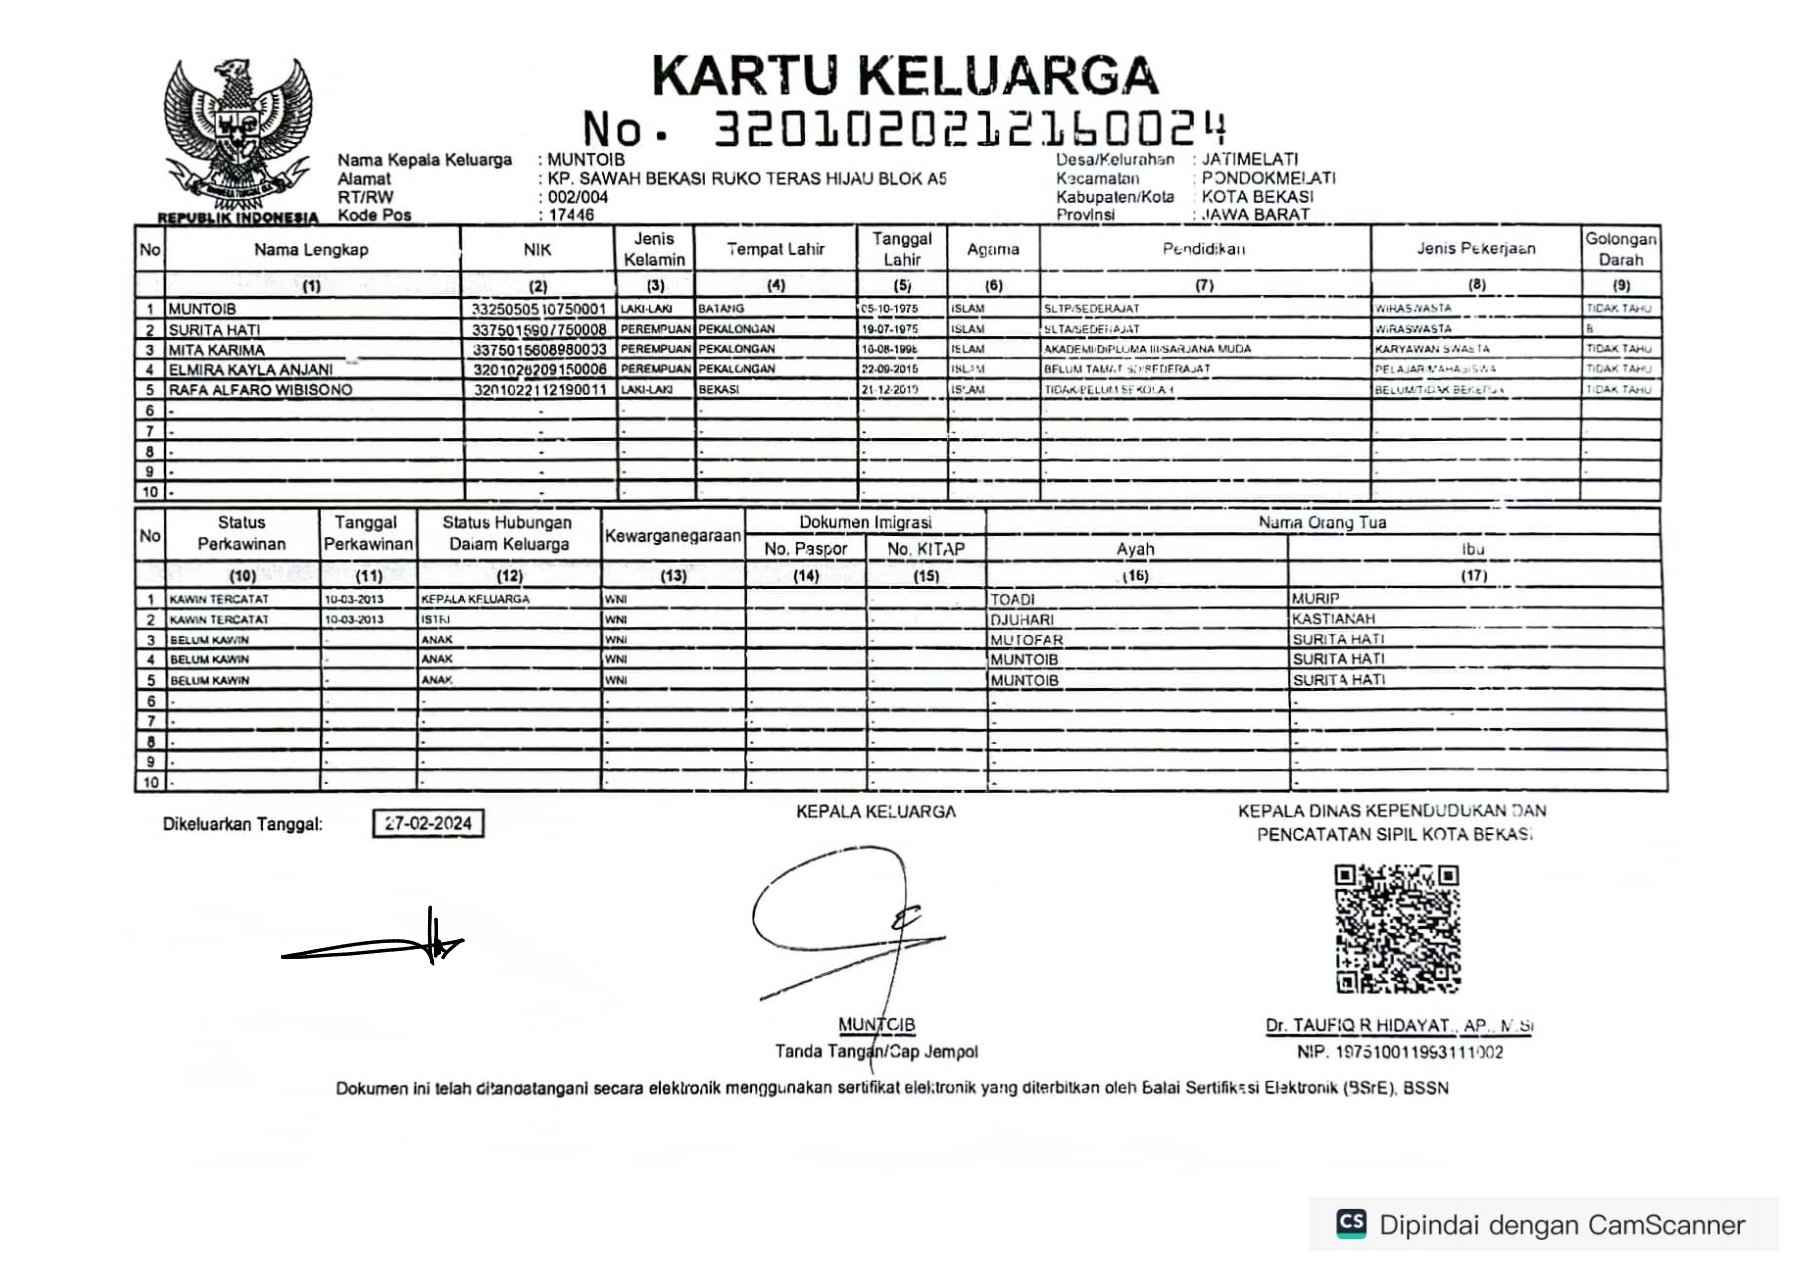 KARTU KELUARGA
No. 3201020212160024
REPUBLIK INDONESIA
Nama Kepala Keluarga : MUNTOIB
Alamat : KP. SAWAH BEKASI RUKO TERAS HIJAU BLOK A5
RT/RW : 002/004
Kode Pos : 17446
Desa/Kelurahan : JATIMELATI
Kecamatan : PONDOKMELATI
Kabupaten/Kota : KOTA BEKASI
Provinsi : JAWA BARAT
No Nama Lengkap NIK Jenis Kelamin Tempat Lahir Tanggal Lahir Agama Pendidikan Jenis Pekerjaan Golongan Darah
(1) (2) (3) (4) (5) (6) (7) (8) (9)
1 MUNTOIB 3325050510750001 LAKI-LAKI BATANG 05-10-1975 ISLAM SLTP/SEDERAJAT WIRASWASTA TIDAK TAHU
2 SURITA HATI 3375015907750008 PEREMPUAN PEKALONGAN 19-07-1975 ISLAM SLTA/SEDERAJAT WIRASWASTA B
3 MITA KARIMA 3375015608980003 PEREMPUAN PEKALONGAN 16-08-1998 ISLAM AKADEMI/DIPLOMA III/SARJANA MUDA KARYAWAN SWASTA TIDAK TAHU
4 ELMIRA KAYLA ANJANI 3201026209150006 PEREMPUAN PEKALONGAN 22-09-2015 ISLAM BELUM TAMAT SD/SEDERAJAT PELAJAR/MAHASISWA TIDAK TAHU
5 RAFA ALFARO WIBISONO 3201022112190011 LAKI-LAKI BEKASI 21-12-2019 ISLAM TIDAK/BELUM SEKOLAH BELUM/TIDAK BEKERJA TIDAK TAHU
6 - - - - - - - - -
7 - - - - - - - - -
8 - - - - - - - - -
9 - - - - - - - - -
10 - - - - - - - - -
No Status Perkawinan Tanggal Perkawinan Status Hubungan Dalam Keluarga Kewarganegaraan Dokumen Imigrasi Nama Orang Tua
No. Paspor No. KITAP Ayah Ibu
(10) (11) (12) (13) (14) (15) (16) (17)
1 KAWIN TERCATAT 10-03-2013 KEPALA KELUARGA WNI - - TOADI MURIP
2 KAWIN TERCATAT 10-03-2013 ISTRI WNI - - DJUHARI KASTIANAH
3 BELUM KAWIN - ANAK WNI - - MUTOFAR SURITA HATI
4 BELUM KAWIN - ANAK WNI - - MUNTOIB SURITA HATI
5 BELUM KAWIN - ANAK WNI - - MUNTOIB SURITA HATI
6 - - - - - - - -
7 - - - - - - - -
8 - - - - - - - -
9 - - - - - - - -
10 - - - - - - - -
Dikeluarkan Tanggal: 27-02-2024
KEPALA KELUARGA
MUNTOIB
Tanda Tangan/Cap Jempol
KEPALA DINAS KEPENDUDUKAN DAN
PENCATATAN SIPIL KOTA BEKASI
Dr. TAUFIQ R HIDAYAT., AP., M.Si
NIP. 197510011993111002
Dokumen ini telah ditandatangani secara elektronik menggunakan sertifikat elektronik yang diterbitkan oleh Balai Sertifikasi Elektronik (BSrE), BSSN
CS Dipindai dengan CamScanner